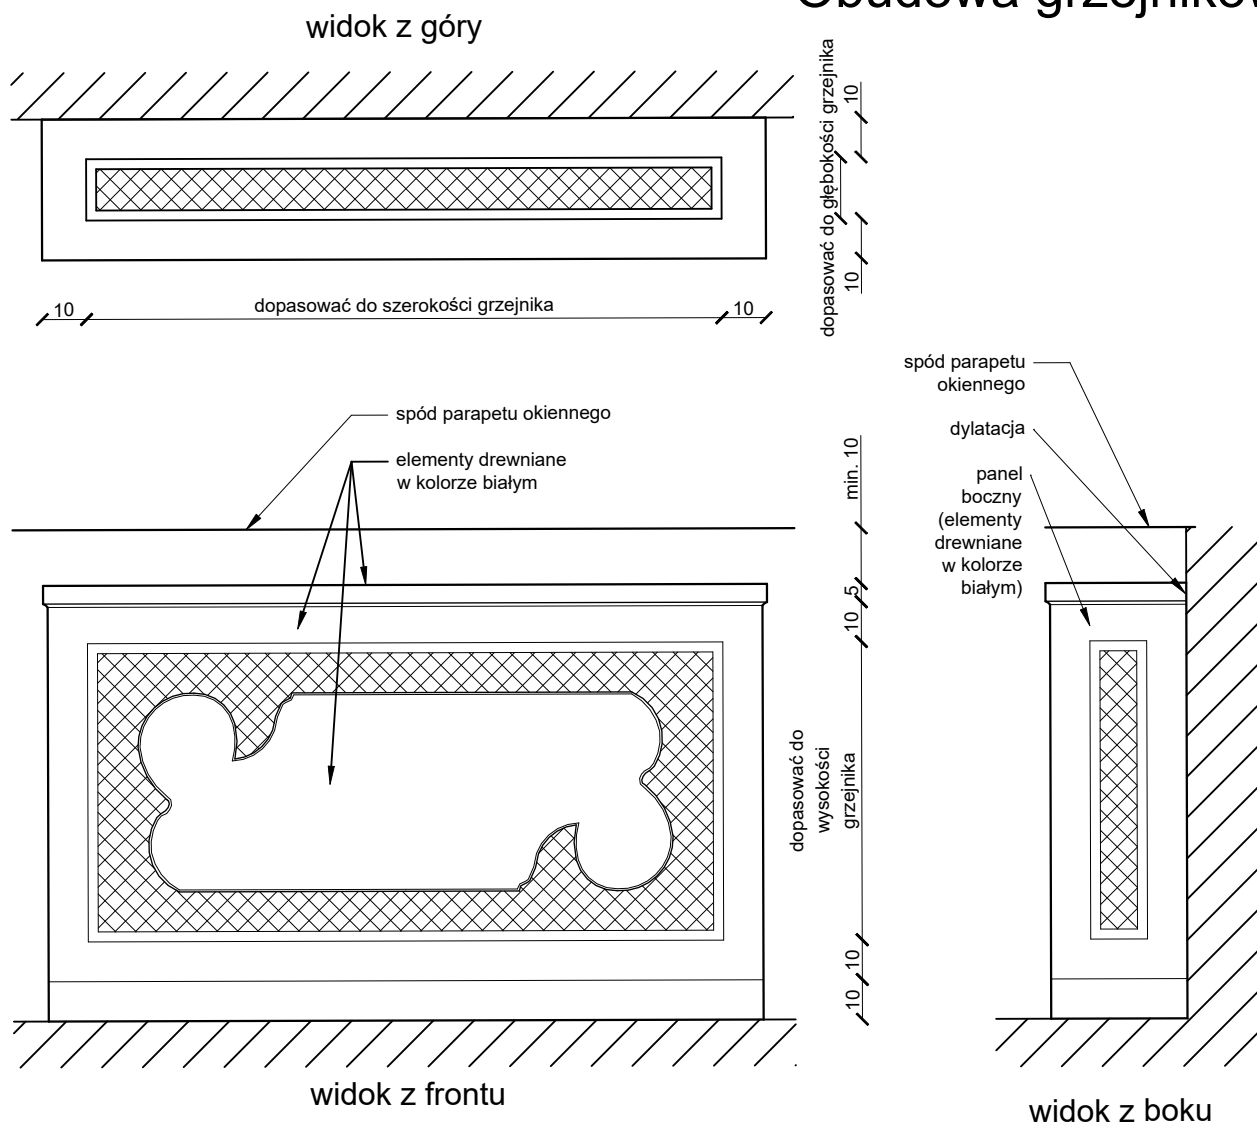 Obudowa grzejników
widok z góry
10
dopasować do głębokości grzejnika
10
10
dopasować do szerokości grzejnika
10
spód parapetu okiennego
elementy drewniane
w kolorze białym
min. 10
5
10
dopasować do
wysokości
grzejnika
10
10
widok z frontu
spód parapetu
okiennego
dylatacja
panel
boczny
(elementy
drewniane
w kolorze
białym)
widok z boku